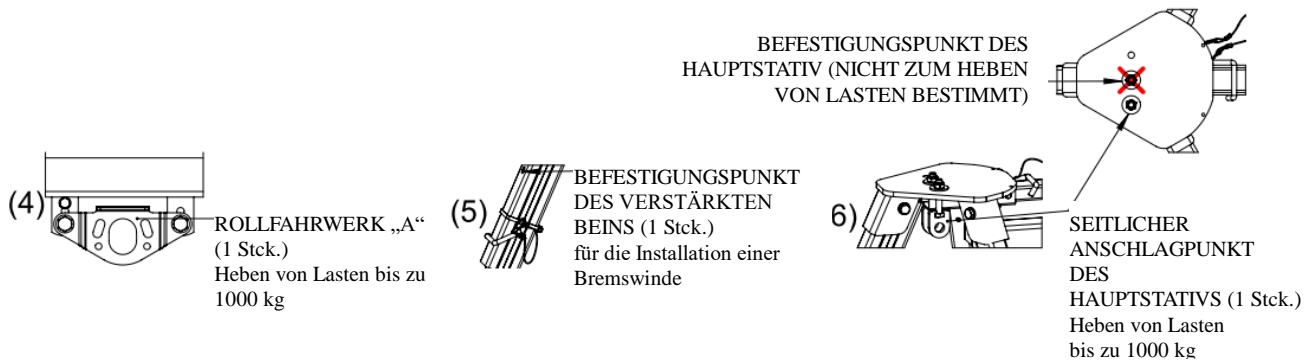 BEFESTIGUNGSPUNKT DES
HAUPTSTATIV (NICHT ZUM HEBEN
VON LASTEN BESTIMMT)
(4)
ROLLFAHRWERK „A“
(1 Stck.)
Heben von Lasten bis zu
1000 kg
(5)
BEFESTIGUNGSPUNKT
DES VERSTÄRKTEN
BEINS (1 Stck.)
für die Installation einer
Bremswinde
6)
SEITLICHER
ANSCHLAGPUNKT
DES
HAUPTSTATIVS (1 Stck.)
Heben von Lasten
bis zu 1000 kg